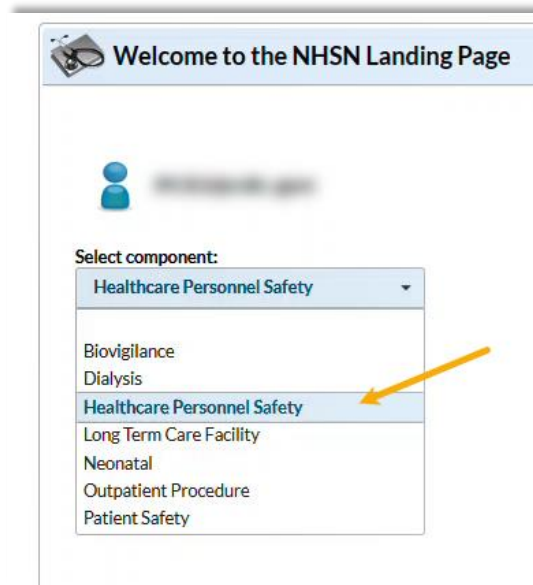 Welcome to the NHSN Landing Page
Select component:
Healthcare Personnel Safety
Biovigilance
Dialysis
Healthcare Personnel Safety
Long Term Care Facility
Neonatal
Outpatient Procedure
Patient Safety